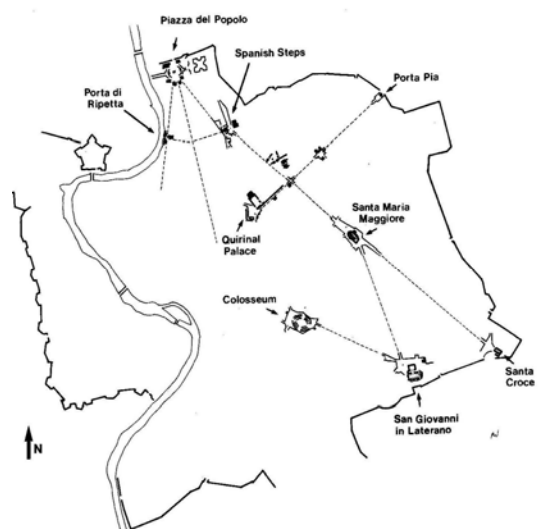 Piazza del Popolo
Spanish Steps
Porta di
Ripetta
Porta Pia
Santa Maria
Maggiore
Quirinal
Palace
Colosseum
Santa
Croce
San Giovanni
in Laterano
N
N